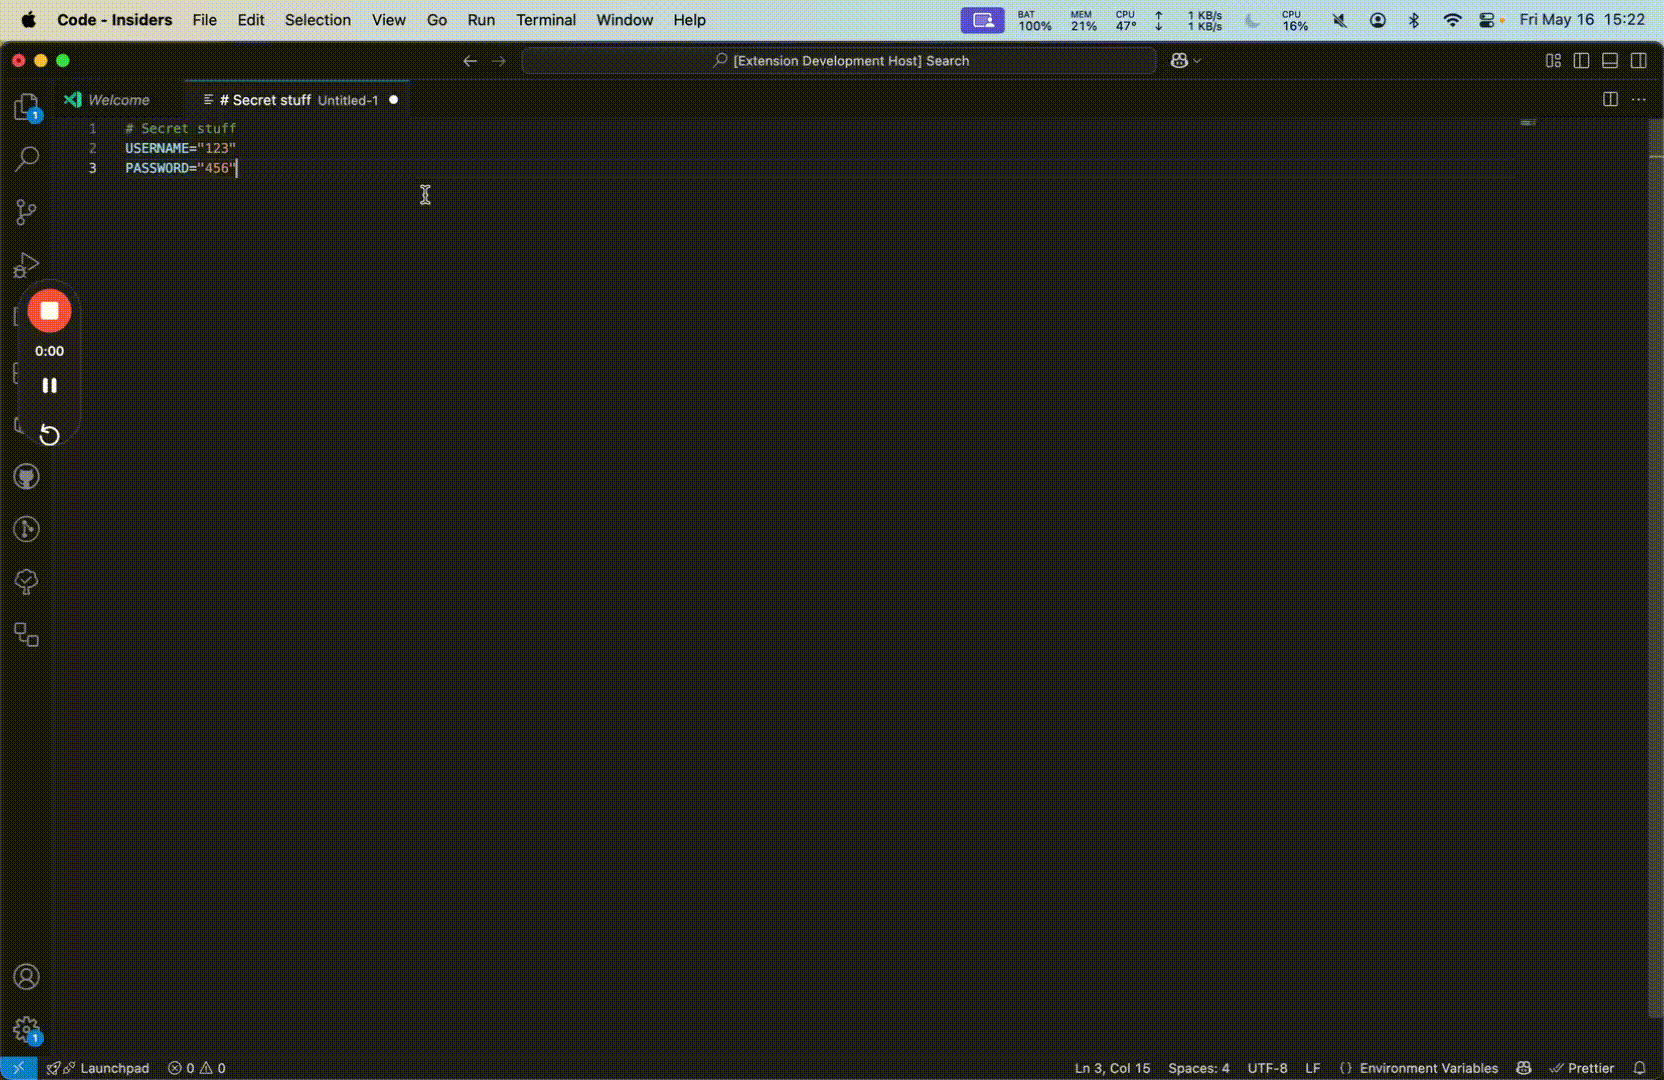 Code - Insiders File Edit Selection View Go Run Terminal Window Help BAT 100% MEM 21% CPU 47° ↑ ↓ 1 KB/s 1 KB/s CPU 16% Fri May 16 15:22
[Extension Development Host] Search
Welcome # Secret stuff Untitled-1
1
1 # Secret stuff
2 USERNAME="123"
3 PASSWORD="456"
0:00
1
Launchpad 0 0 Ln 3, Col 15 Spaces: 4 UTF-8 LF {} Environment Variables Prettier